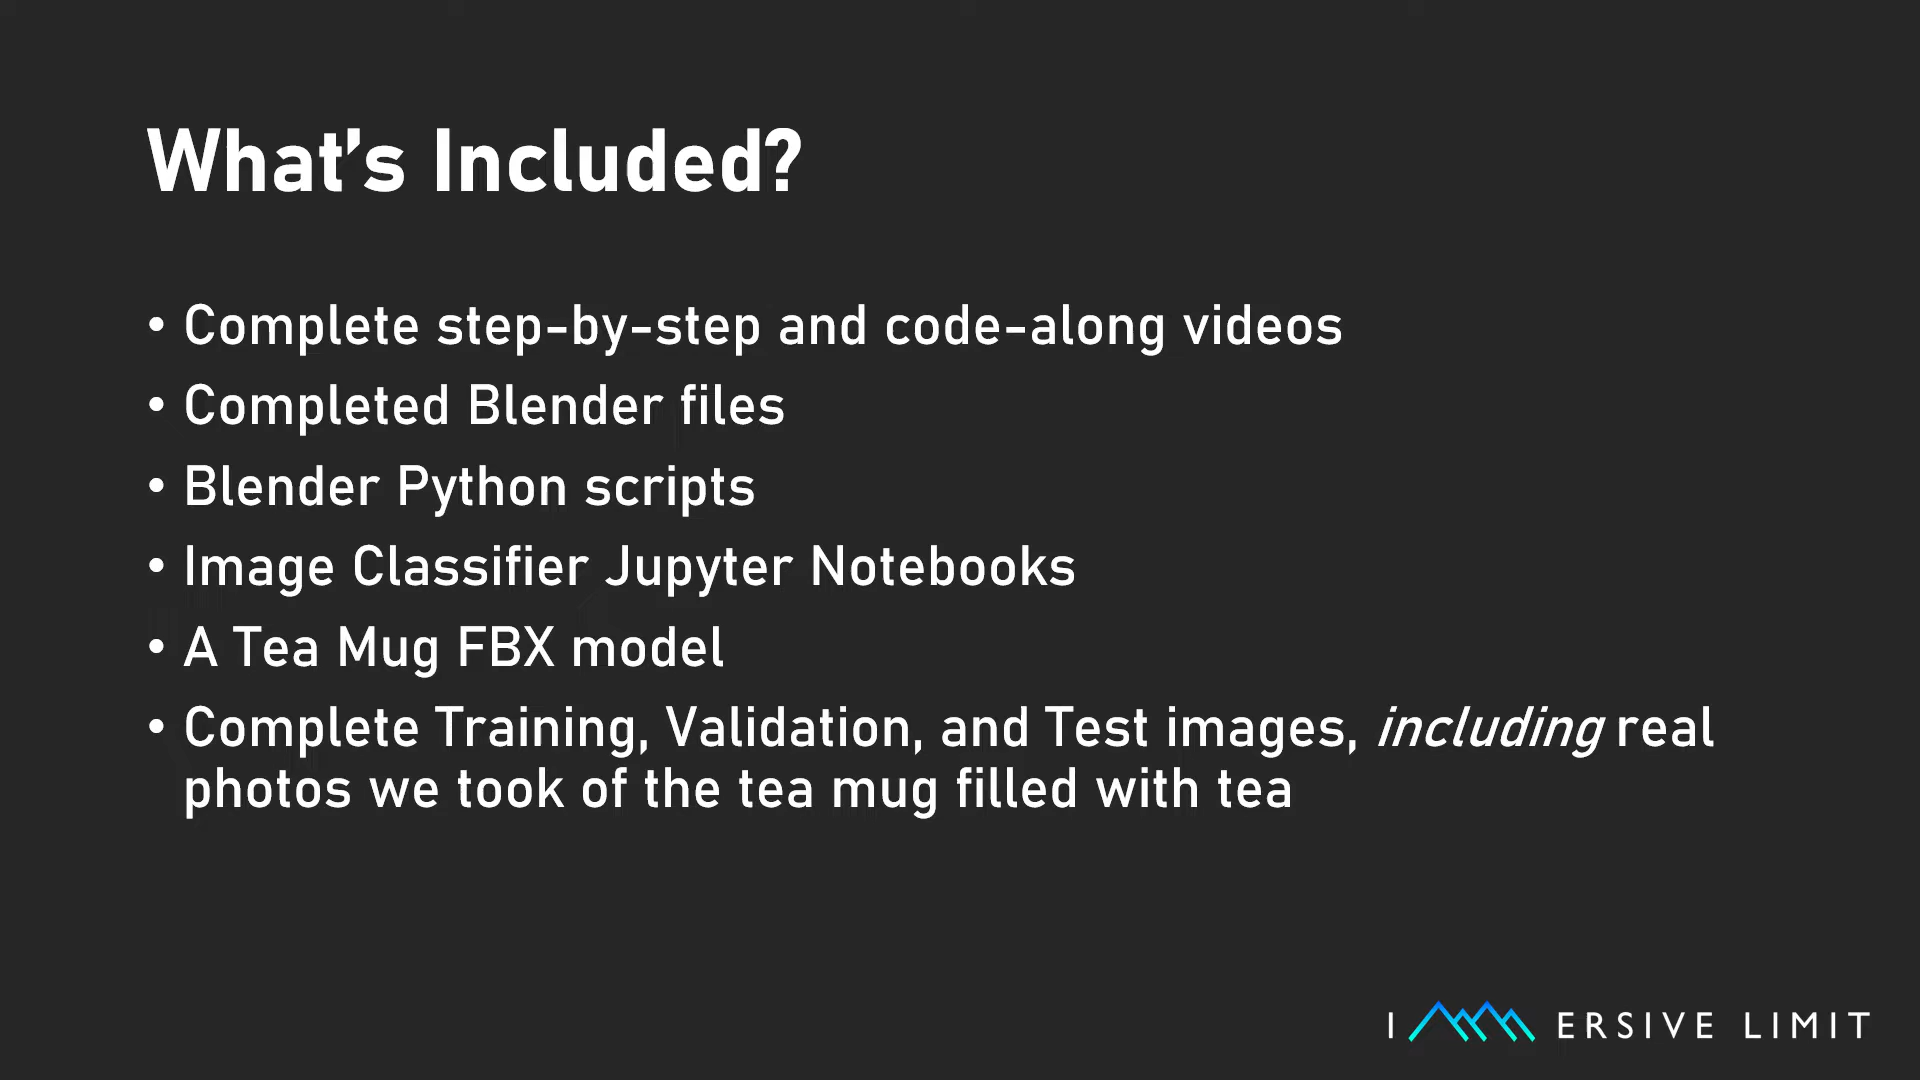 What’s Included?
• Complete step-by-step and code-along videos
• Completed Blender files
• Blender Python scripts
• Image Classifier Jupyter Notebooks
• A Tea Mug FBX model
• Complete Training, Validation, and Test images, including real
photos we took of the tea mug filled with tea
IMMERSIVE LIMIT